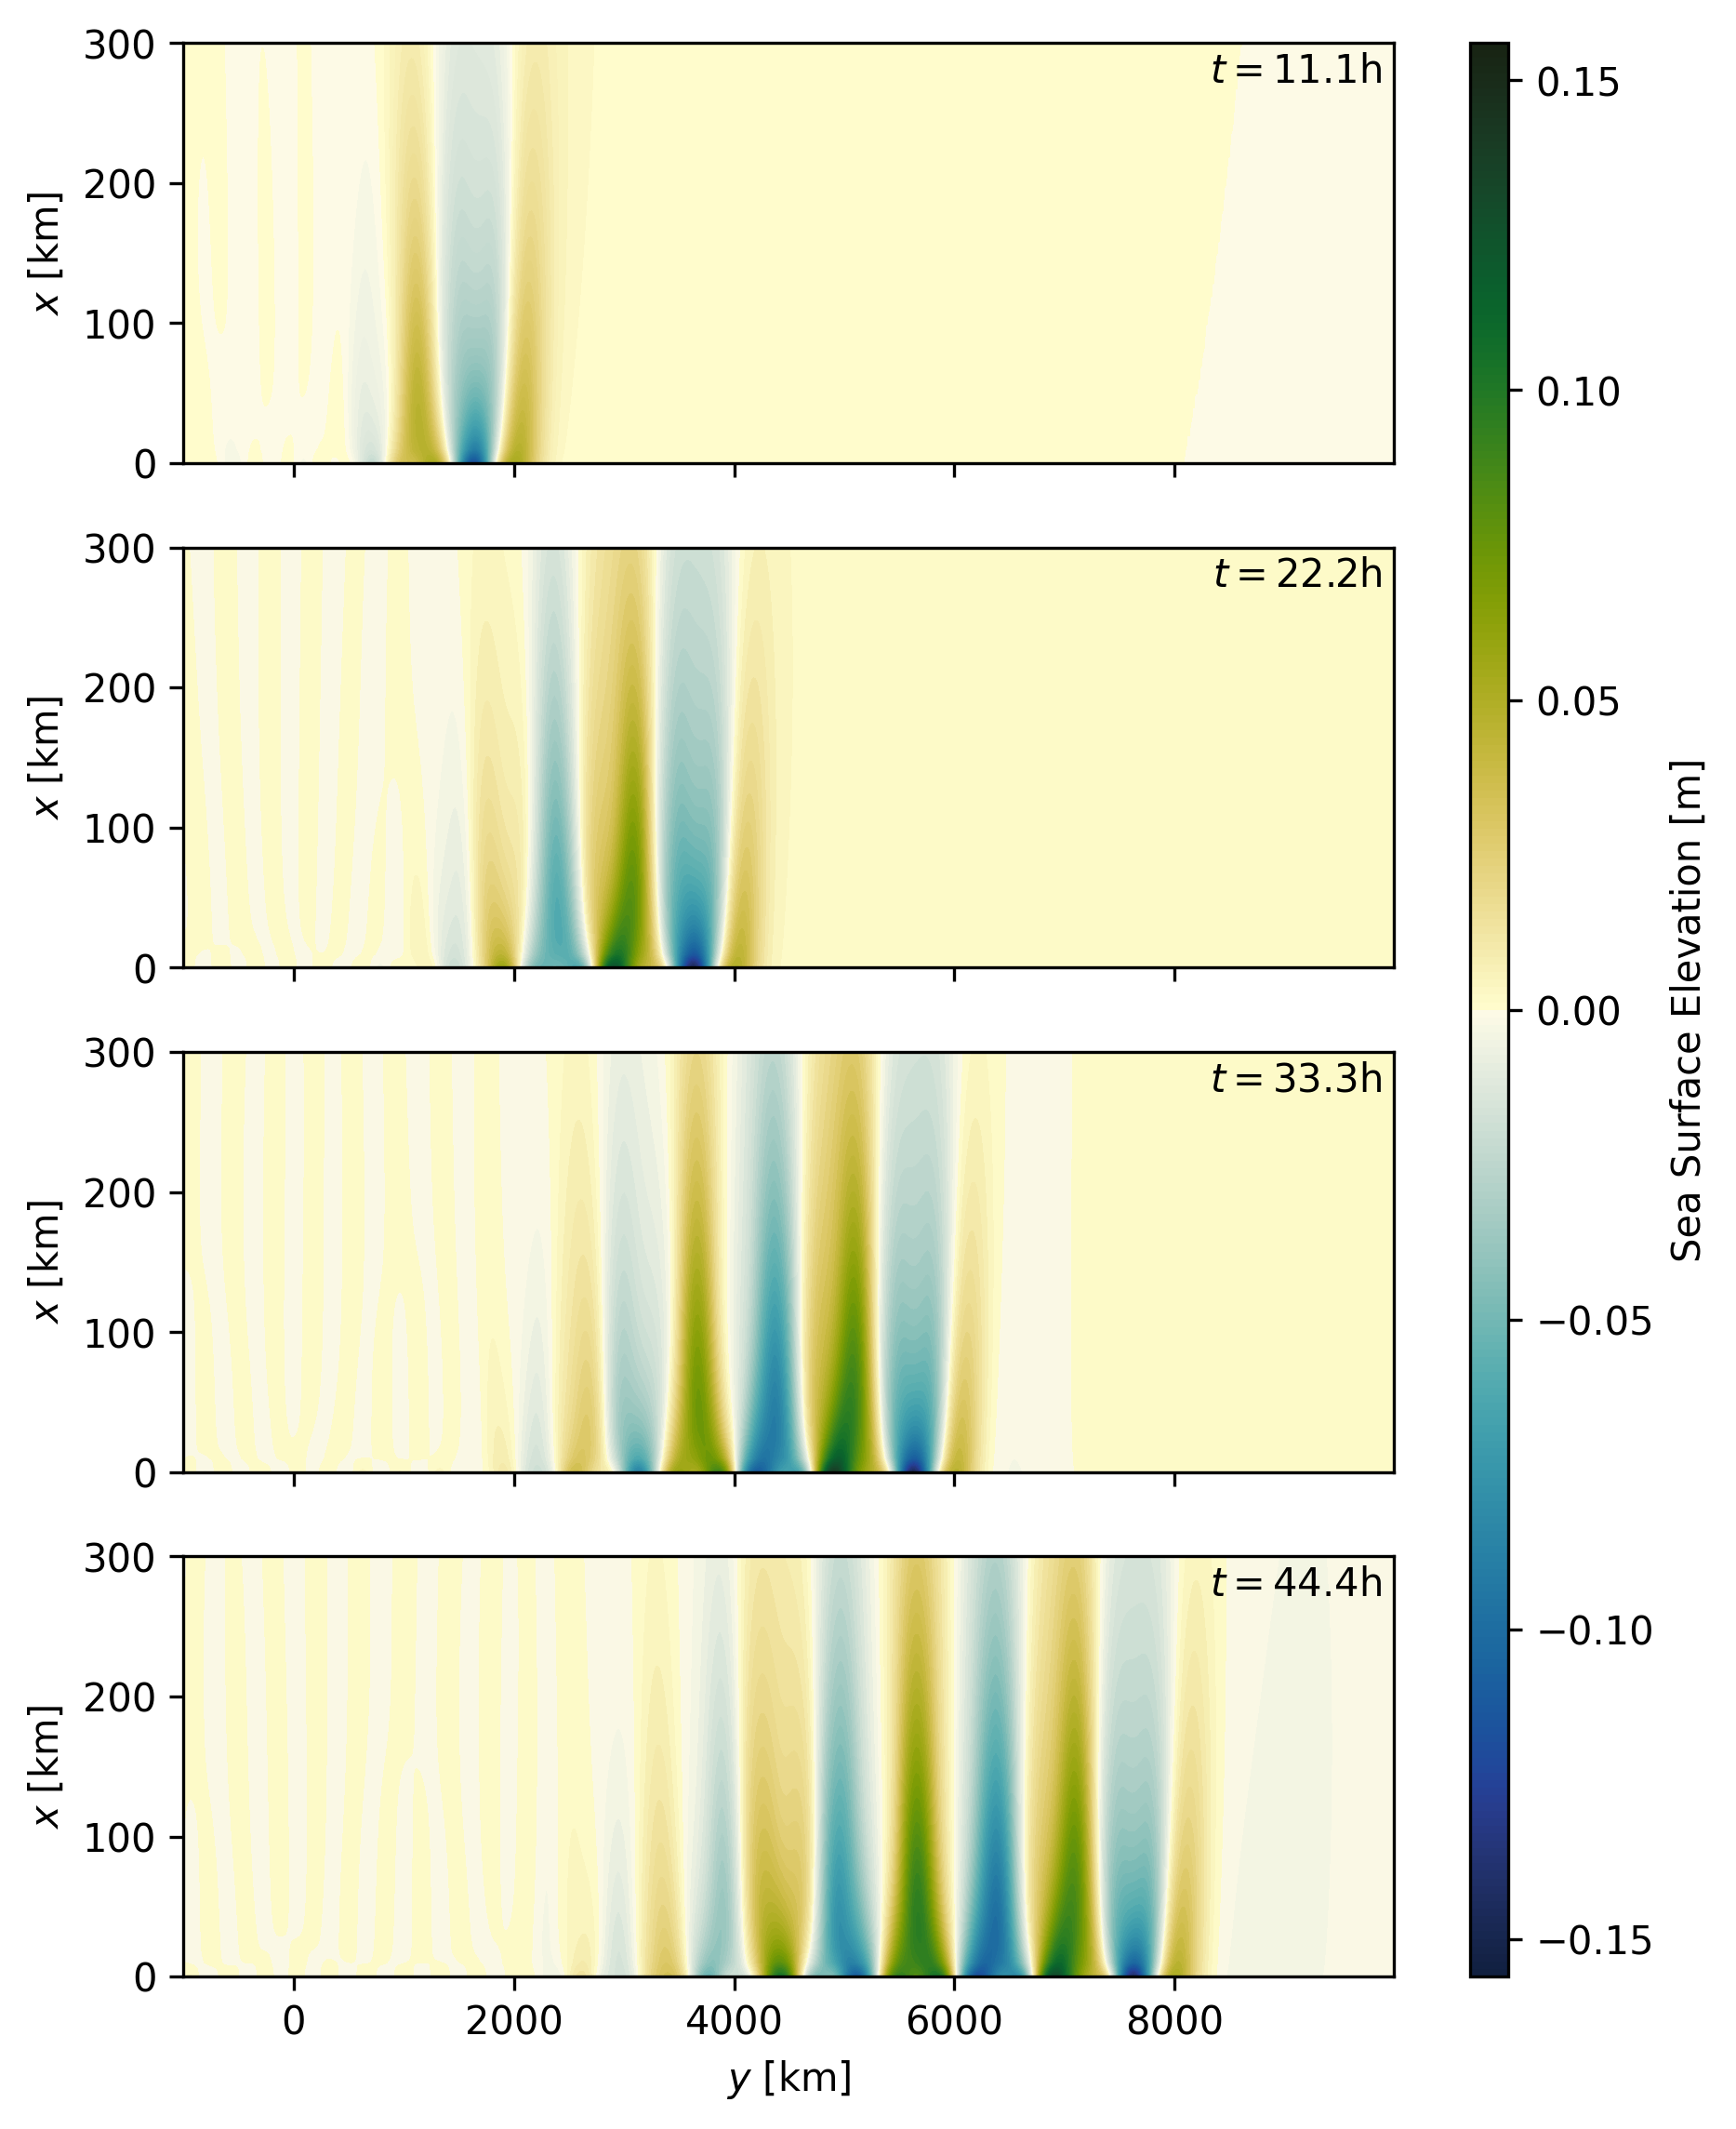 300
200
100
0
x [km]
t = 11.1h
300
200
100
0
x [km]
t = 22.2h
300
200
100
0
x [km]
t = 33.3h
300
200
100
0
x [km]
t = 44.4h
0 2000 4000 6000 8000
y [km]
0.15
0.10
0.05
0.00
−0.05
−0.10
−0.15
Sea Surface Elevation [m]